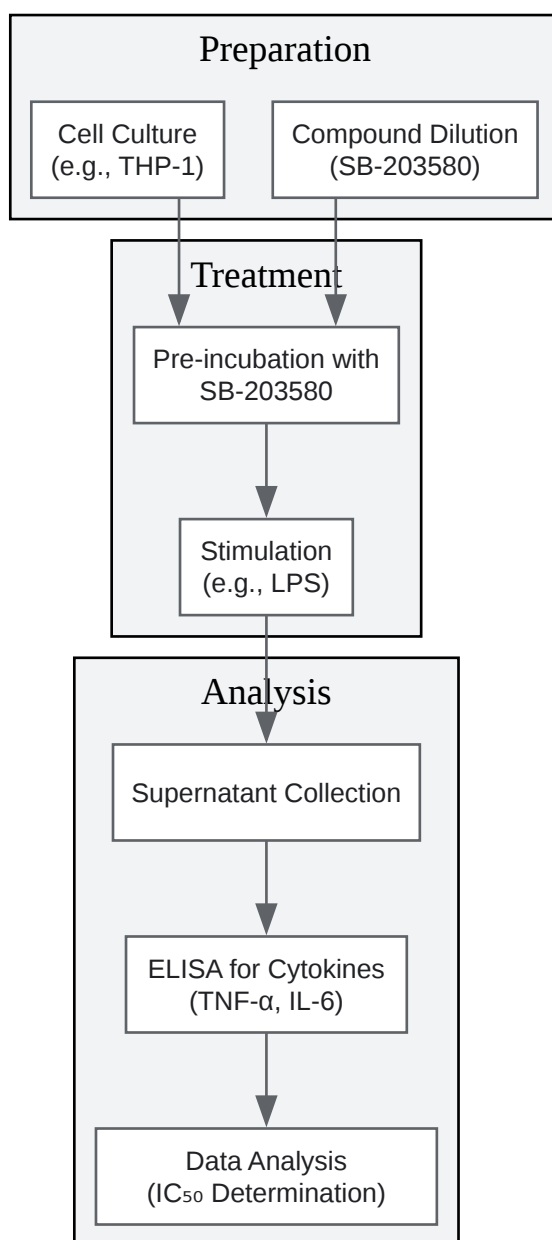 Preparation
Cell Culture
(e.g., THP-1)
Compound Dilution
(SB-203580)
Treatment
Pre-incubation with
SB-203580
Stimulation
(e.g., LPS)
Analysis
Supernatant Collection
ELISA for Cytokines
(TNF-α, IL-6)
Data Analysis
(IC₅₀ Determination)